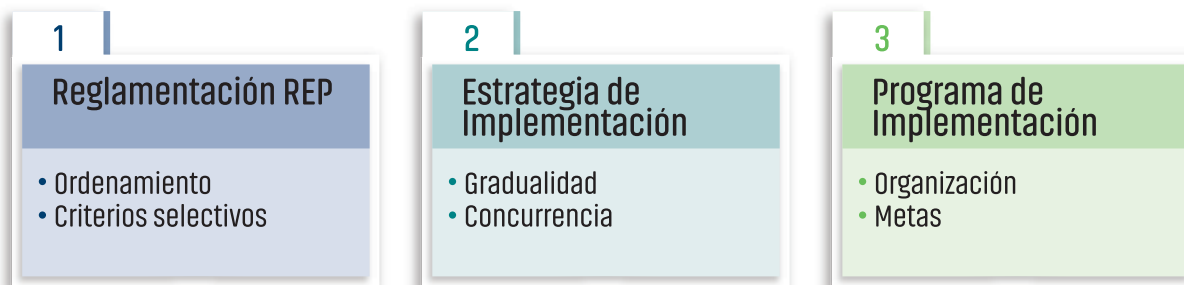 1
Reglamentación REP
• Ordenamiento
• Criterios selectivos
2
Estrategia de
Implementación
• Gradualidad
• Concurrencia
3
Programa de
Implementación
• Organización
• Metas